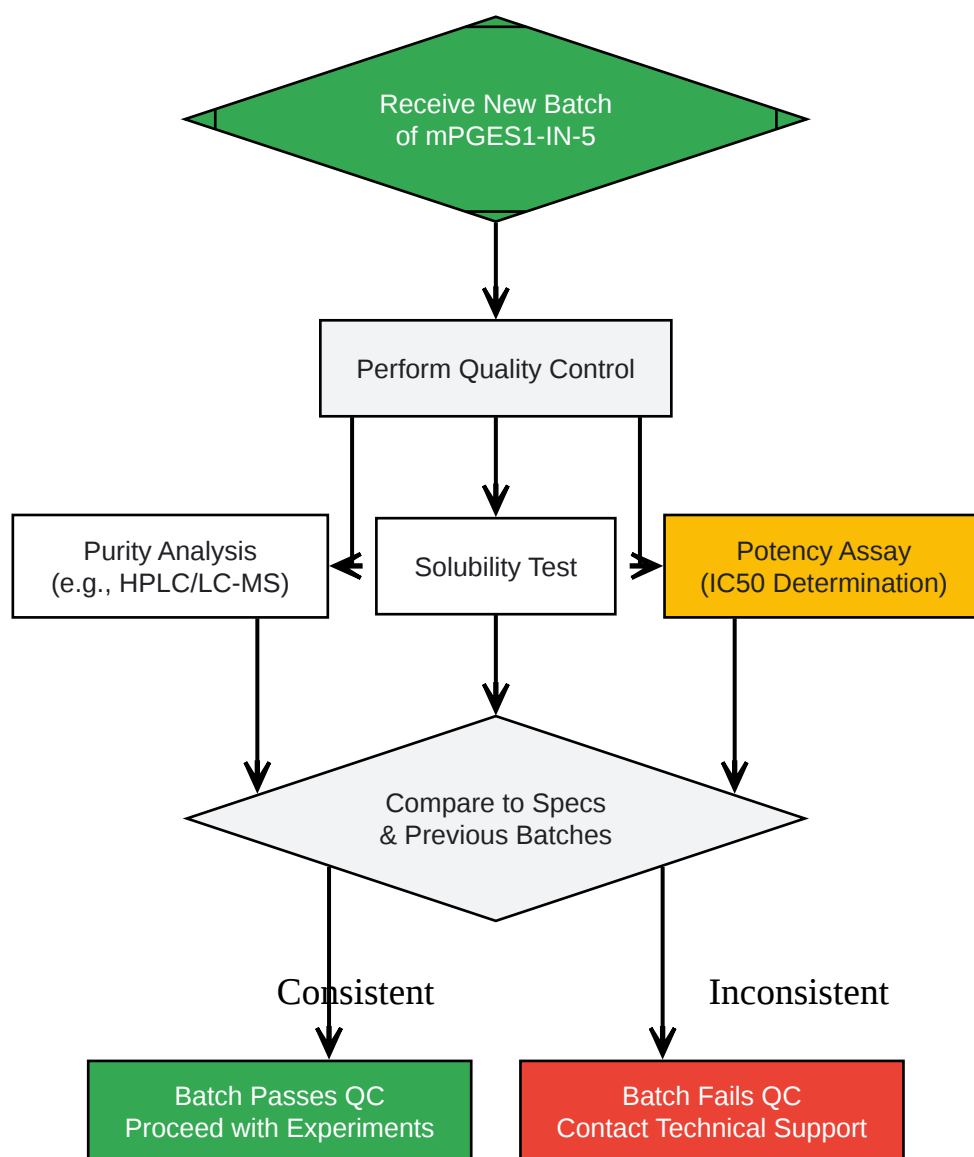 Receive New Batch
of mPGES1-IN-5
Perform Quality Control
Purity Analysis
(e.g., HPLC/LC-MS)
Solubility Test
Potency Assay
(IC50 Determination)
Compare to Specs
& Previous Batches
Consistent
Inconsistent
Batch Passes QC
Proceed with Experiments
Batch Fails QC
Contact Technical Support